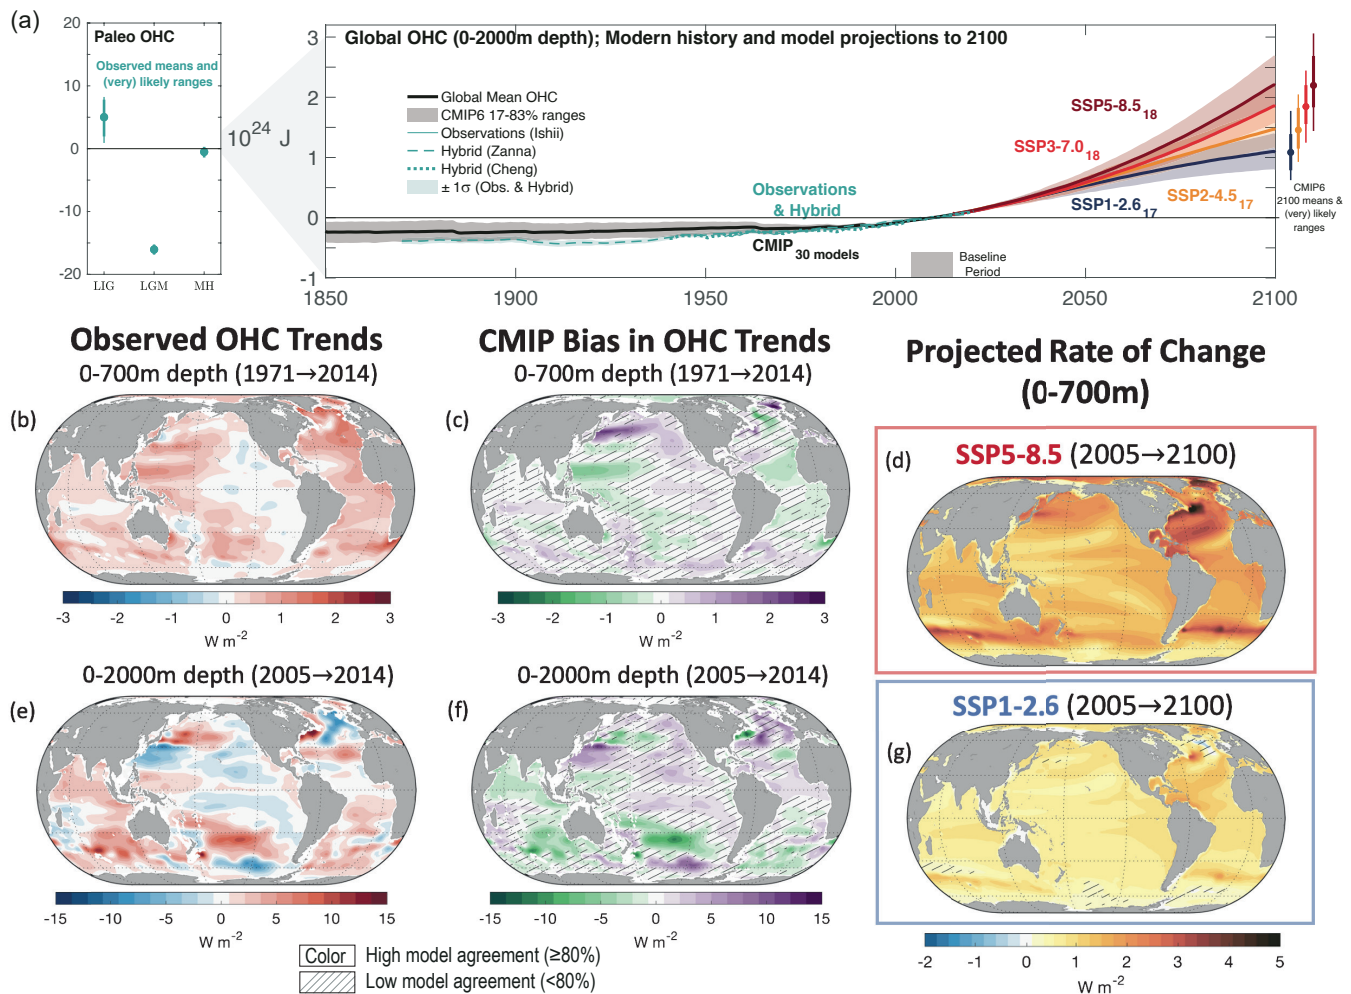 (a)
20
10
0
-10
-20
Paleo OHC
Observed means and
(very) likely ranges
LIG
LGM
MH
10^24 J
3
2
1
0
-1
Global OHC (0-2000m depth); Modern history and model projections to 2100
Global Mean OHC
CMIP6 17-83% ranges
Observations (Ishii)
Hybrid (Zanna)
Hybrid (Cheng)
± 1σ (Obs. & Hybrid)
Observations
& Hybrid
CMIP 30 models
SSP5-8.5 18
SSP3-7.0 18
SSP2-4.5 17
SSP1-2.6 17
Baseline
Period
CMIP6
2100 means &
(very) likely
ranges
1850
1900
1950
2000
2050
2100
Observed OHC Trends
0-700m depth (1971→2014)
(b)
-3 -2 -1 0 1 2 3
W m-2
CMIP Bias in OHC Trends
0-700m depth (1971→2014)
(c)
-3 -2 -1 0 1 2 3
W m-2
Projected Rate of Change
(0-700m)
(d)
SSP5-8.5 (2005→2100)
0-2000m depth (2005→2014)
(e)
-15 -10 -5 0 5 10 15
W m-2
0-2000m depth (2005→2014)
(f)
-15 -10 -5 0 5 10 15
W m-2
SSP1-2.6 (2005→2100)
(g)
-2 -1 0 1 2 3 4 5
W m-2
Color High model agreement (≥80%)
Low model agreement (<80%)